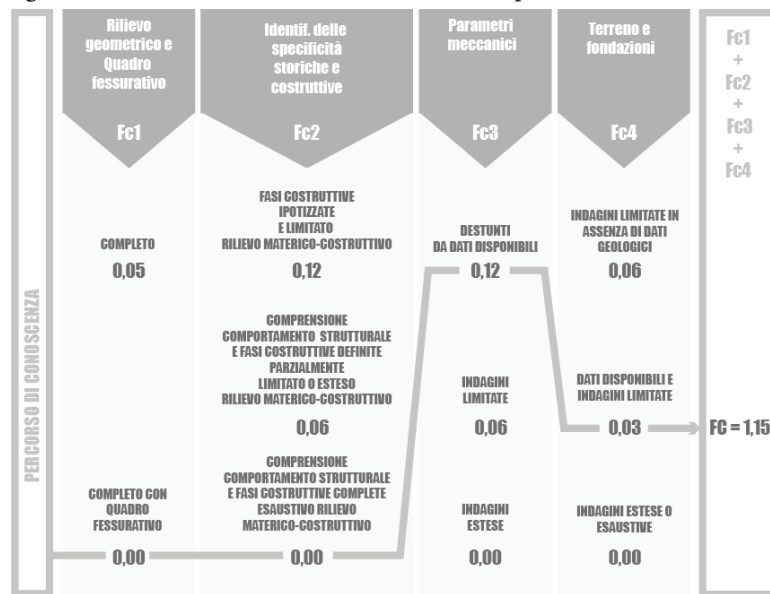 Rilievo
geometrico e
Quadro
fessurativo
Fc1
Identif. delle
specificità
storiche e
costruttive
Fc2
Parametri
meccanici
Fc3
Terreno e
fondazioni
Fc4
Fc1
+
Fc2
+
Fc3
+
Fc4
PERCORSO DI CONOSCENZA
COMPLETO
0,05
FASI COSTRUTTIVE
IPOTIZZATE
E LIMITATO
RILIEVO MATERICO-COSTRUTTIVO
0,12
DESTUNTI
DA DATI DISPONIBILI
0,12
INDAGINI LIMITATE IN
ASSENZA DI DATI
GEOLOGICI
0,06
COMPRENSIONE
COMPORTAMENTO STRUTTURALE
E FASI COSTRUTTIVE DEFINITE
PARZIALMENTE
LIMITATO O ESTESO
RILIEVO MATERICO-COSTRUTTIVO
0,06
INDAGINI
LIMITATE
0,06
DATI DISPONIBILI E
INDAGINI LIMITATE
0,03
FC = 1,15
COMPLETO CON
QUADRO
FESSURATIVO
0,00
COMPRENSIONE
COMPORTAMENTO STRUTTURALE
E FASI COSTRUTTIVE COMPLETE
ESAUSTIVO RILIEVO
MATERICO-COSTRUTTIVO
0,00
INDAGINI
ESTESE
0,00
INDAGINI ESTESE O
ESAUSTIVE
0,00